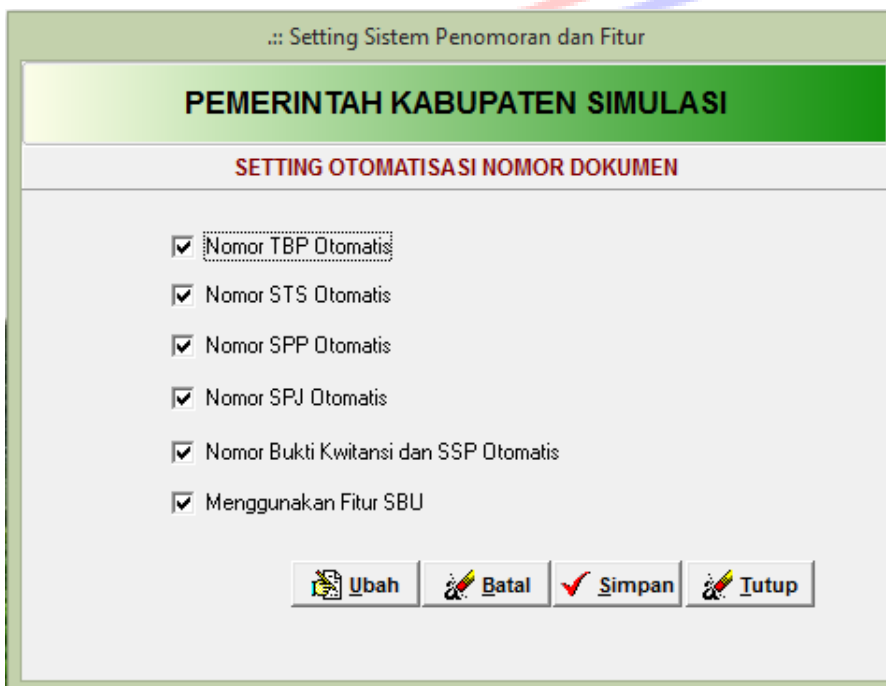 .:: Setting Sistem Penomoran dan Fitur
PEMERINTAH KABUPATEN SIMULASI
SETTING OTOMATISASI NOMOR DOKUMEN
Nomor TBP Otomatis
Nomor STS Otomatis
Nomor SPP Otomatis
Nomor SPJ Otomatis
Nomor Bukti Kwitansi dan SSP Otomatis
Menggunakan Fitur SBU
Ubah Batal Simpan Tutup